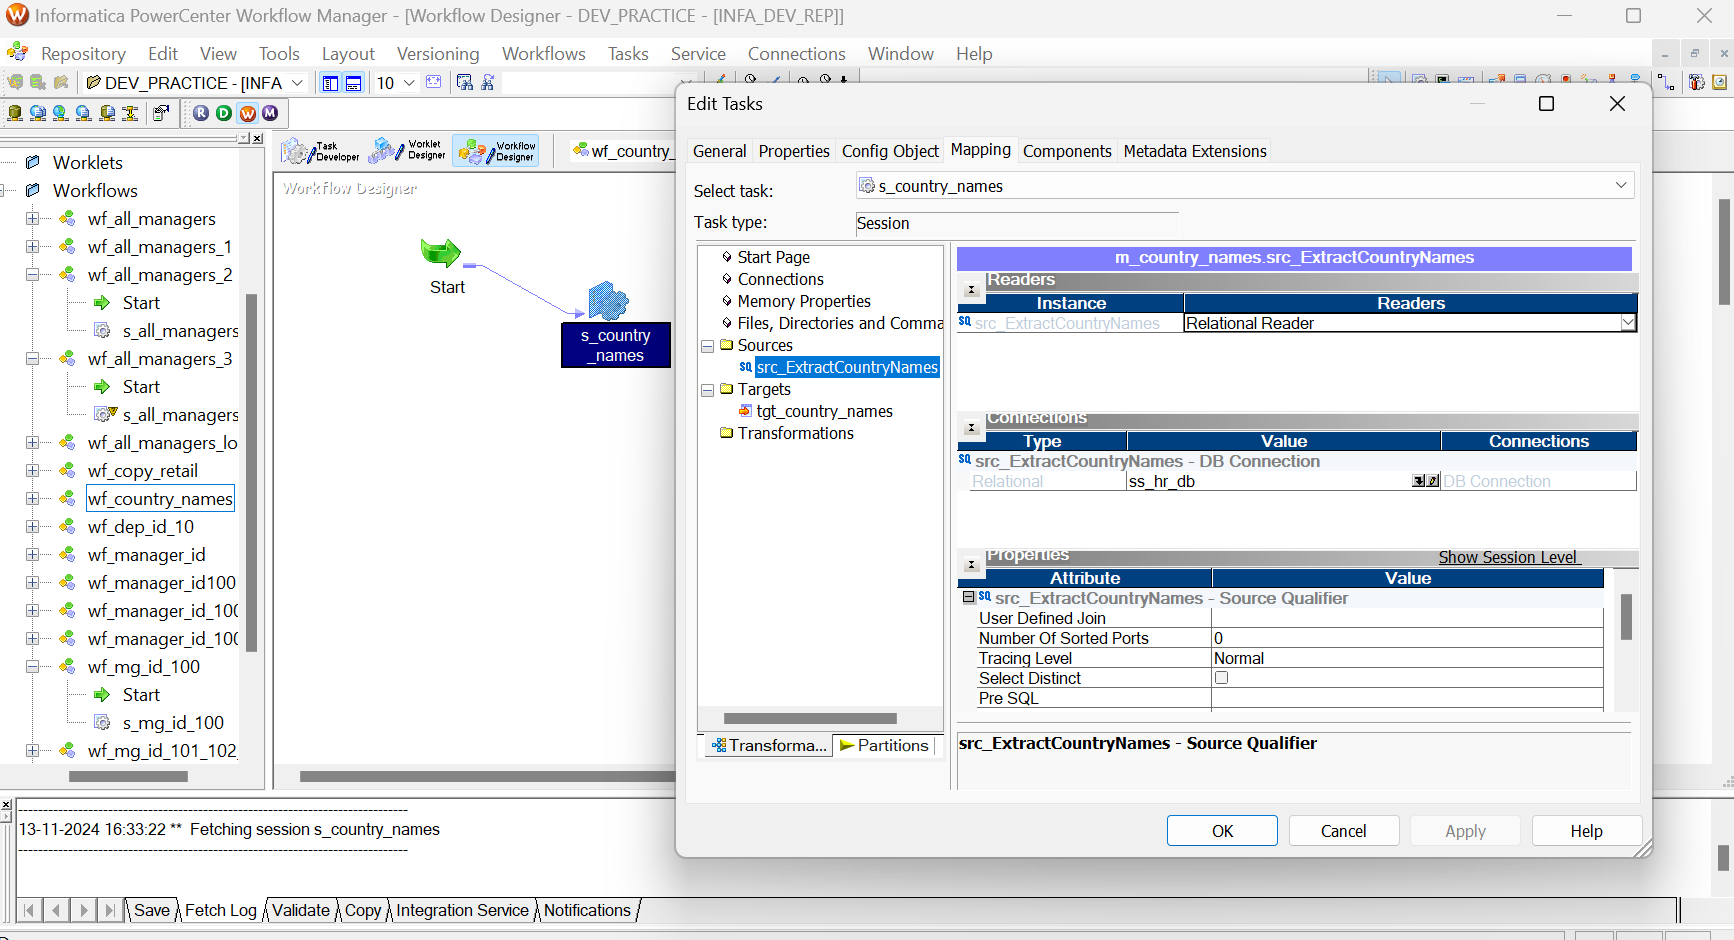 Informatica PowerCenter Workflow Manager - [Workflow Designer - DEV_PRACTICE - [INFA_DEV_REP]]
Repository Edit View Tools Layout Versioning Workflows Tasks Service Connections Window Help
DEV_PRACTICE - [INFA 10
R D W M
Worklets
Workflows
wf_all_managers
wf_all_managers_1
wf_all_managers_2
Start
s_all_managers
wf_all_managers_3
Start
s_all_managers
wf_all_managers_lo
wf_copy_retail
wf_country_names
wf_dep_id_10
wf_manager_id
wf_manager_id100
wf_manager_id_100
wf_manager_id_100
wf_mg_id_100
Start
s_mg_id_100
wf_mg_id_101_102
Task Developer
Worklet Designer
Workflow Designer
wf_country_
Workflow Designer
Start
s_country
_names
Edit Tasks
General Properties Config Object Mapping Components Metadata Extensions
Select task: s_country_names
Task type: Session
Start Page
Connections
Memory Properties
Files, Directories and Comma
Sources
SQ src_ExtractCountryNames
Targets
tgt_country_names
Transformations
Transforma... Partitions
m_country_names.src_ExtractCountryNames
Readers
Instance Readers
SQ src_ExtractCountryNames Relational Reader
Connections
Type Value Connections
SQ src_ExtractCountryNames - DB Connection
Relational ss_hr_db DB Connection
Properties Show Session Level
Attribute Value
SQ src_ExtractCountryNames - Source Qualifier
User Defined Join
Number Of Sorted Ports 0
Tracing Level Normal
Select Distinct
Pre SQL
src_ExtractCountryNames - Source Qualifier
OK Cancel Apply Help
13-11-2024 16:33:22 ** Fetching session s_country_names
Save Fetch Log Validate Copy Integration Service Notifications